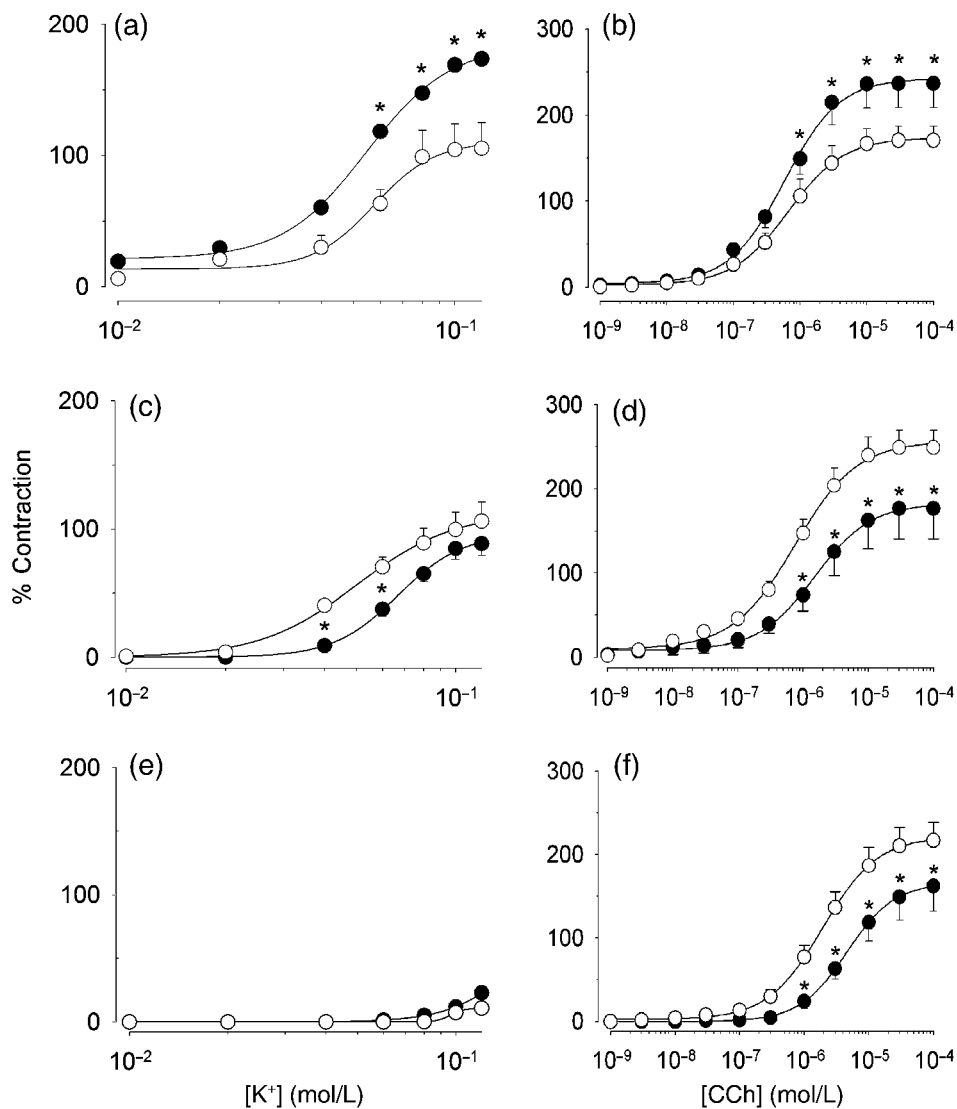 (a)
200
100
0
* * * * *
10⁻² 10⁻¹
(b)
300
200
100
0
* * * * *
10⁻⁹ 10⁻⁸ 10⁻⁷ 10⁻⁶ 10⁻⁵ 10⁻⁴
% Contraction
(c)
200
100
0
* *
10⁻² 10⁻¹
(d)
300
200
100
0
* * * * *
10⁻⁹ 10⁻⁸ 10⁻⁷ 10⁻⁶ 10⁻⁵ 10⁻⁴
(e)
200
100
0
10⁻² 10⁻¹
[K⁺] (mol/L)
(f)
300
200
100
0
* * * * *
10⁻⁹ 10⁻⁸ 10⁻⁷ 10⁻⁶ 10⁻⁵ 10⁻⁴
[CCh] (mol/L)